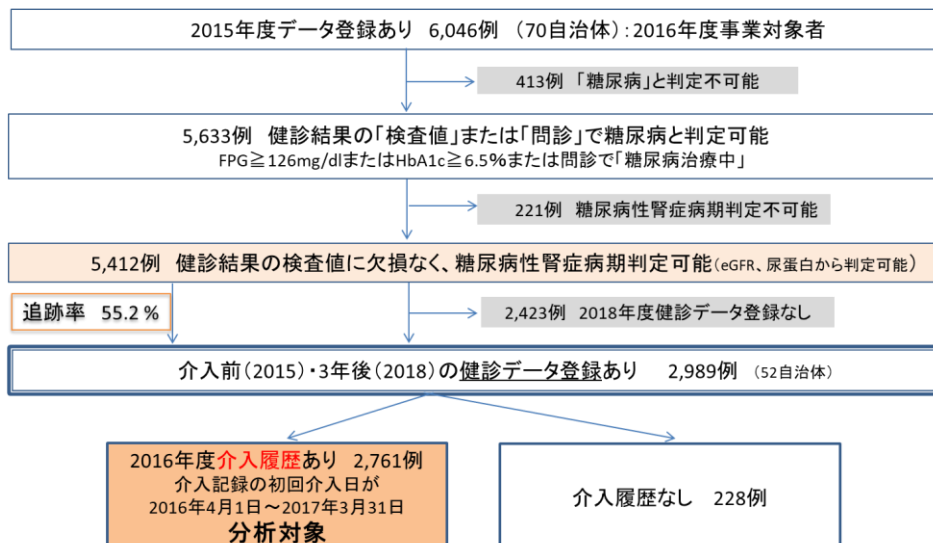 2015年度データ登録あり 6,046例 (70自治体):2016年度事業対象者
413例 「糖尿病」と判定不可能
5,633例 健診結果の「検査値」または「問診」で糖尿病と判定可能
FPG≧126mg/dlまたはHbA1c≧6.5%または問診で「糖尿病治療中」
221例 糖尿病性腎症病期判定不可能
5,412例 健診結果の検査値に欠損なく、糖尿病性腎症病期判定可能(eGFR、尿蛋白から判定可能)
追跡率 55.2 %
2,423例 2018年度健診データ登録なし
介入前(2015)・3年後(2018)の健診データ登録あり 2,989例 (52自治体)
2016年度介入履歴あり 2,761例
介入記録の初回介入日が
2016年4月1日～2017年3月31日
分析対象
介入履歴なし 228例